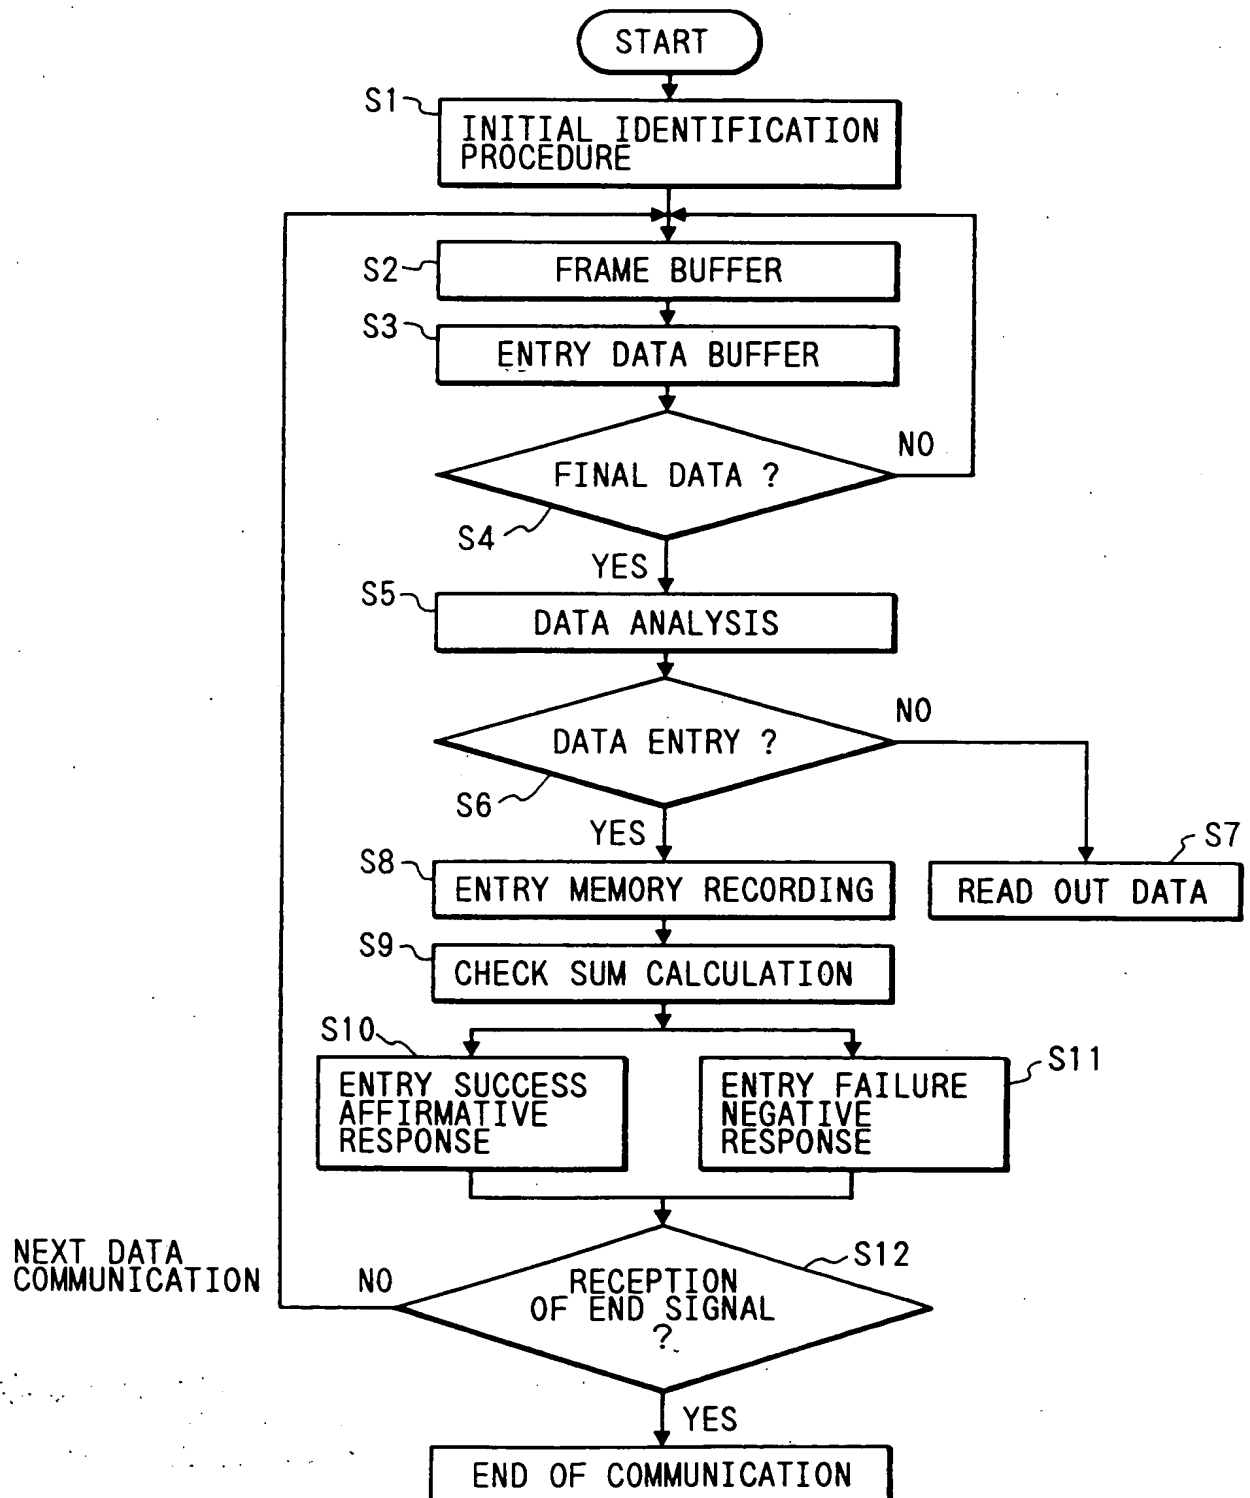 START
S1
INITIAL IDENTIFICATION
PROCEDURE
S2
FRAME BUFFER
S3
ENTRY DATA BUFFER
NO
FINAL DATA ?
S4
YES
S5
DATA ANALYSIS
NO
DATA ENTRY ?
S6
YES
S7
S8
ENTRY MEMORY RECORDING
READ OUT DATA
S9
CHECK SUM CALCULATION
S10
S11
ENTRY SUCCESS
AFFIRMATIVE
RESPONSE
ENTRY FAILURE
NEGATIVE
RESPONSE
S12
NEXT DATA
COMMUNICATION
NO
RECEPTION
OF END SIGNAL
?
YES
END OF COMMUNICATION